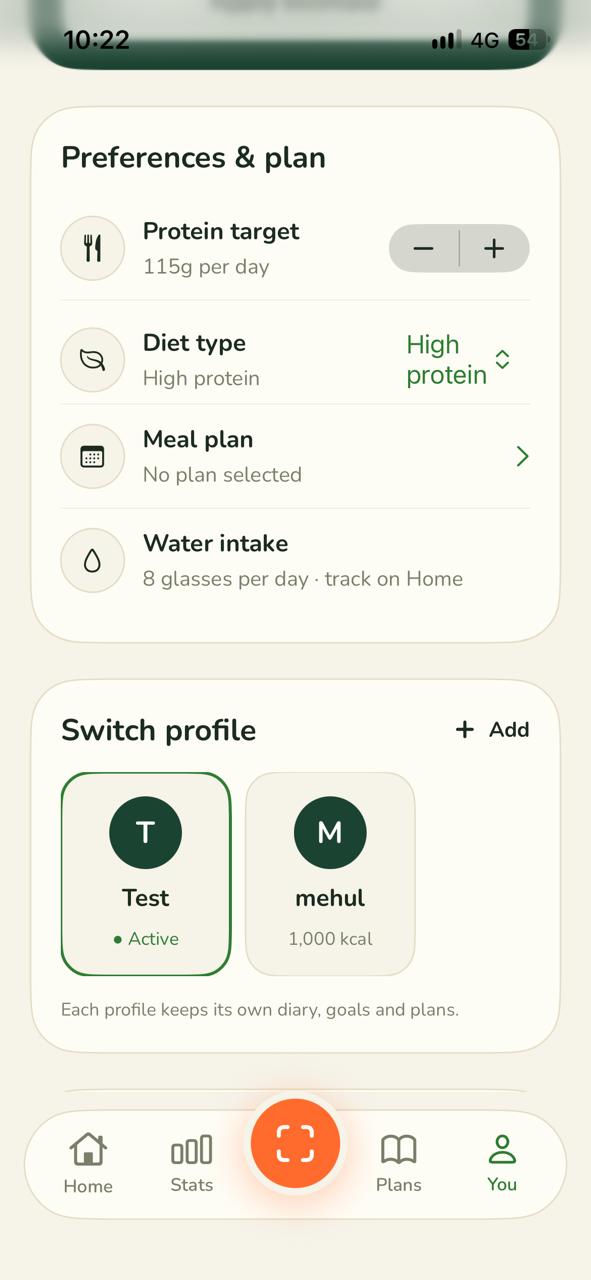 10:22
4G
54
Preferences & plan
Protein target
115g per day
Diet type
High protein
High
protein
Meal plan
No plan selected
Water intake
8 glasses per day · track on Home
Switch profile
+ Add
T
Test
• Active
M
mehul
1,000 kcal
Each profile keeps its own diary, goals and plans.
Home
Stats
Plans
You